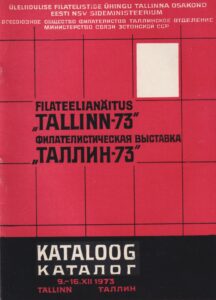 ÜLELIIDULISE FILATELISTIDE ÜHINGU TALLINNA OSAKOND
EESTI NSV SIDEMINISTEERIUM
ВСЕСОЮЗНОЕ ОБЩЕСТВО ФИЛАТЕЛИСТОВ ТАЛЛИНСКОЕ ОТДЕЛЕНИЕ
МИНИСТЕРСТВО СВЯЗИ ЭСТОНСКОЙ ССР
FILATEELIANÄITUS
„TALLINN-73”
ФИЛАТЕЛИСТИЧЕСКАЯ ВЫСТАВКА
„ТАЛЛИН-73”
KATALOOG
КАТАЛОГ
9.-16.XII 1973
TALLINN ТАЛЛИН